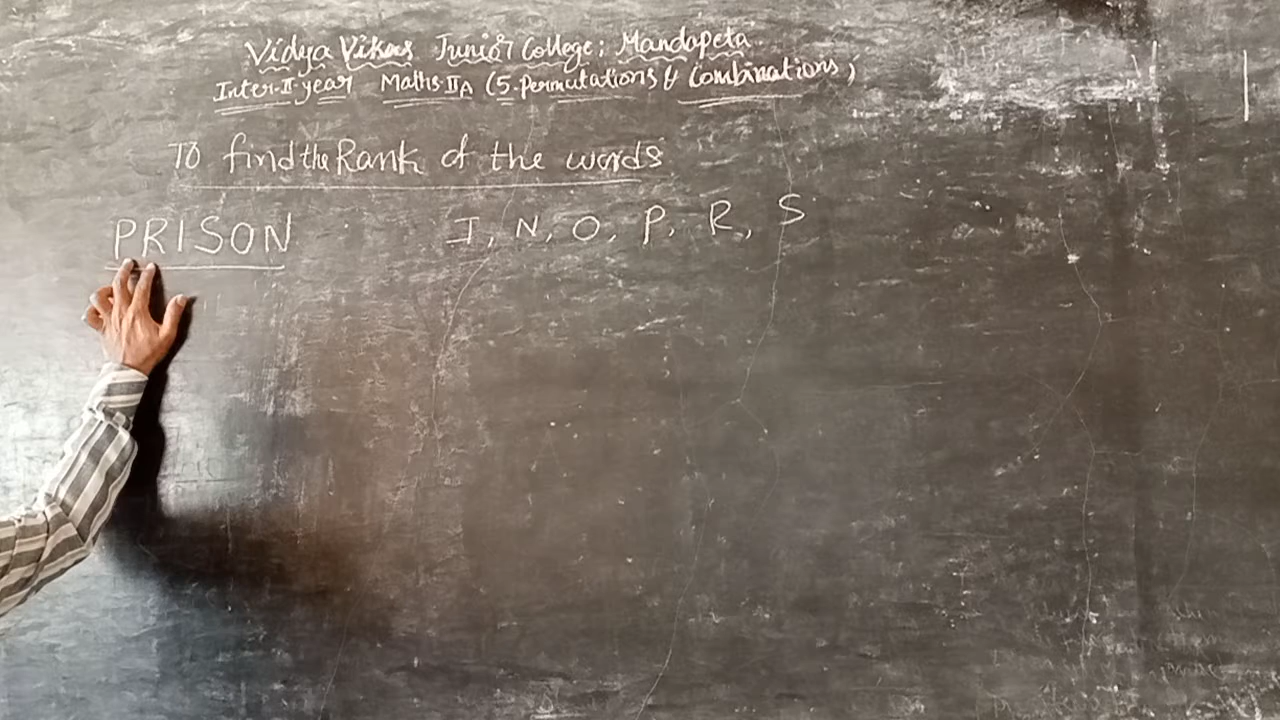 Vidya Vikas Junior College; Mandapeta
Inter-II year Maths-IIA (5. Permutations & Combinations)
To find the Rank of the words
PRISON I, N, O, P, R, S